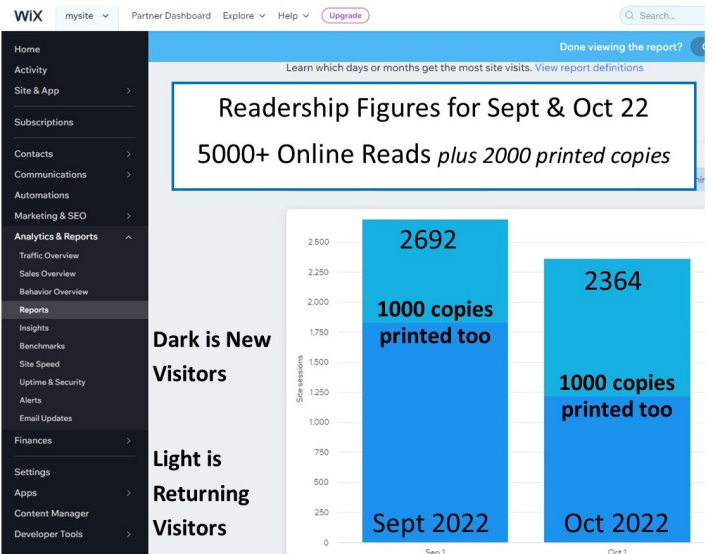 WiX mysite Partner Dashboard Explore Help Upgrade Search...
Done viewing the report?
Learn which days or months get the most site visits. View report definitions
Home
Activity
Site & App
Subscriptions
Contacts
Communications
Automations
Marketing & SEO
Analytics & Reports
Traffic Overview
Sales Overview
Behavior Overview
Reports
Insights
Benchmarks
Site Speed
Uptime & Security
Alerts
Email Updates
Finances
Settings
Apps
Content Manager
Developer Tools
Readership Figures for Sept & Oct 22
5000+ Online Reads plus 2000 printed copies
Dark is New
Visitors
Light is
Returning
Visitors
Site sessions
2,500
2,250
2,000
1,750
1,500
1,250
1,000
750
500
250
0
2692
1000 copies
printed too
Sept 2022
Sep 1
2364
1000 copies
printed too
Oct 2022
Oct 1